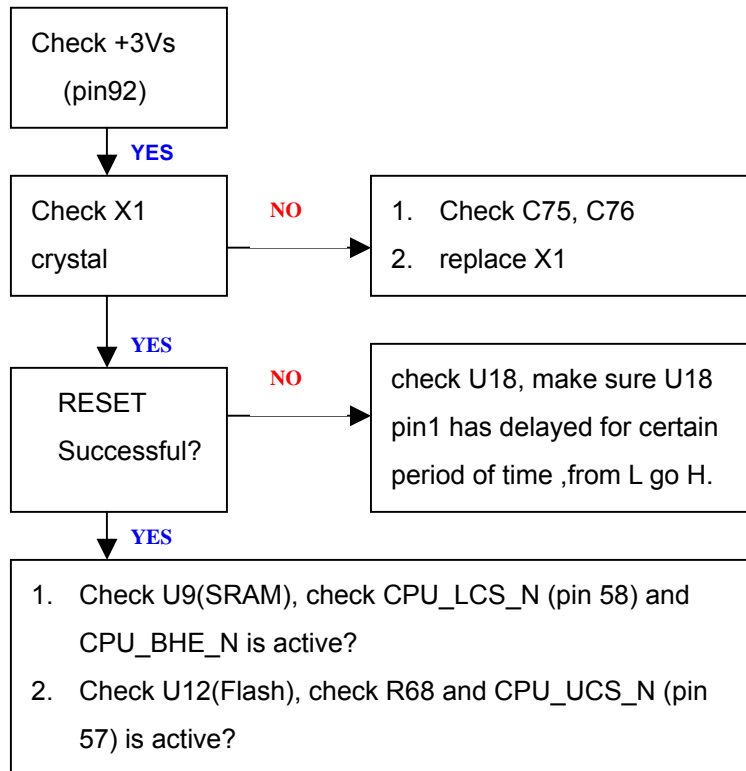 Check +3Vs
(pin92)
YES
Check X1
crystal
NO
1. Check C75, C76
2. replace X1
YES
RESET
Successful?
NO
check U18, make sure U18
pin1 has delayed for certain
period of time ,from L go H.
YES
1. Check U9(SRAM), check CPU_LCS_N (pin 58) and
CPU_BHE_N is active?
2. Check U12(Flash), check R68 and CPU_UCS_N (pin
57) is active?